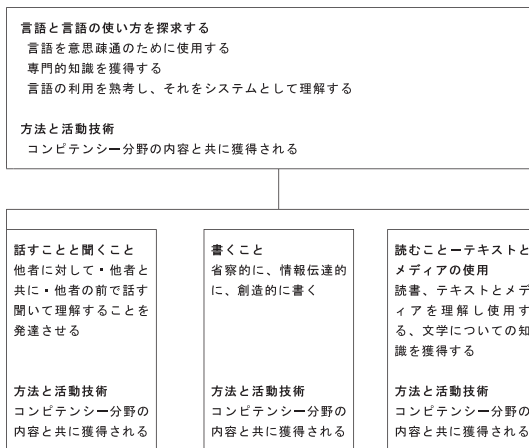 言語と言語の使い方を探求する
言語を意思疎通のために使用する
専門的知識を獲得する
言語の利用を熟考し、それをシステムとして理解する
方法と活動技術
コンピテンシー分野の内容と共に獲得される
話すことと聞くこと
他者に対して・他者と
共に・他者の前で話す
聞いて理解することを
発達させる
方法と活動技術
コンピテンシー分野の
内容と共に獲得される
書くこと
省察的に、情報伝達的
に、創造的に書く
方法と活動技術
コンピテンシー分野の
内容と共に獲得される
読むことーテキストと
メディアの使用
読書、テキストとメデ
ィアを理解し使用す
る、文学についての知
識を獲得する
方法と活動技術
コンピテンシー分野の
内容と共に獲得される